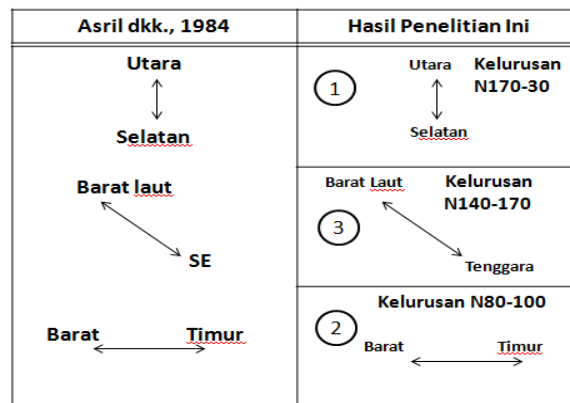 Asril dkk., 1984
Hasil Penelitian Ini
Utara
Selatan
Barat laut
SE
Barat Timur
1
Utara
Selatan
Kelurusan
N170-30
3
Barat Laut
Tenggara
Kelurusan
N140-170
Kelurusan N80-100
2
Barat Timur